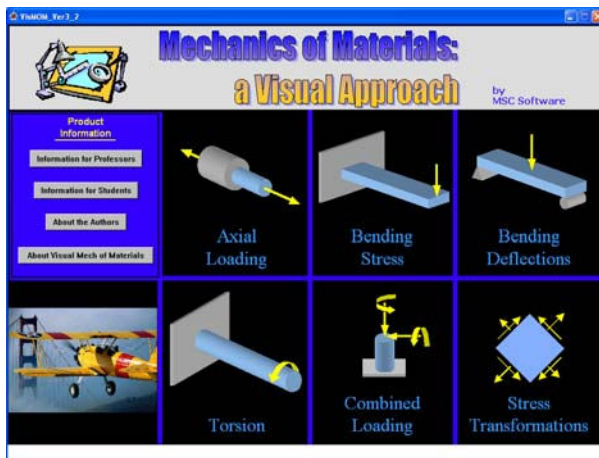 VisMOM_Ver3_2
Mechanics of Materials:
a Visual Approach
by
MSC Software
Product
Information
Information for Professors
Information for Students
About the Authors
About Visual Mech of Materials
Axial
Loading
Bending
Stress
Bending
Deflections
Torsion
Combined
Loading
Stress
Transformations